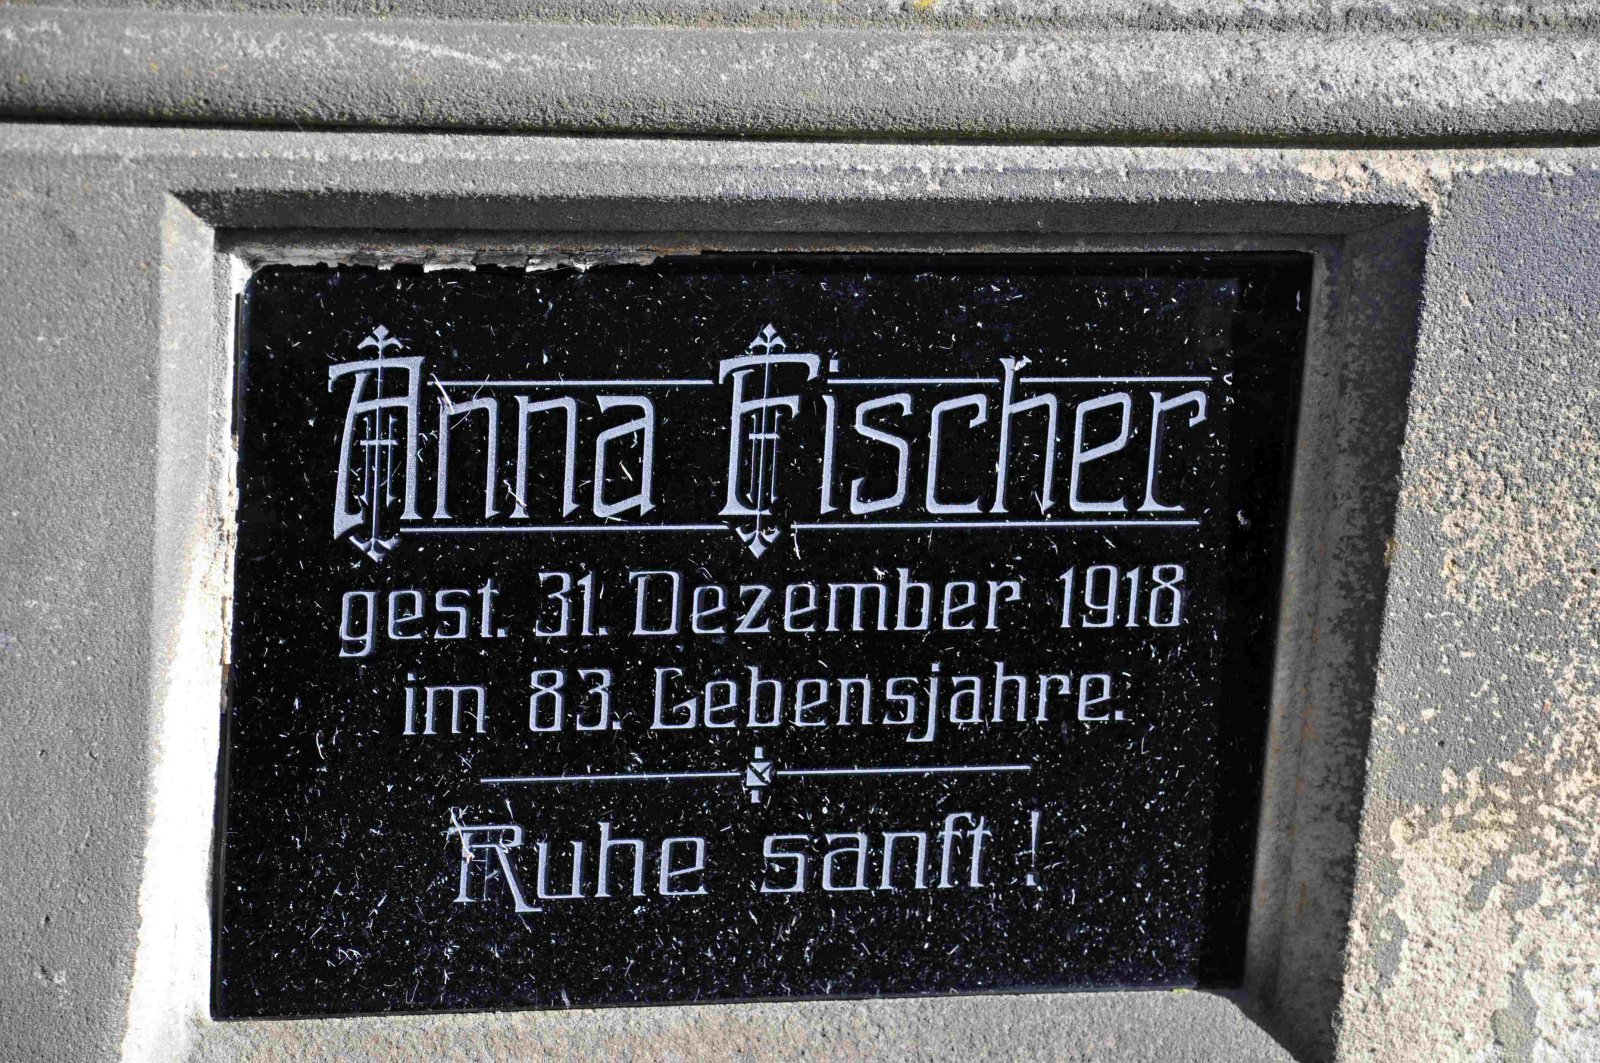 Anna Fischer
gest. 31. Dezember 1918
im 83. Lebensjahre.
Ruhe sanft!